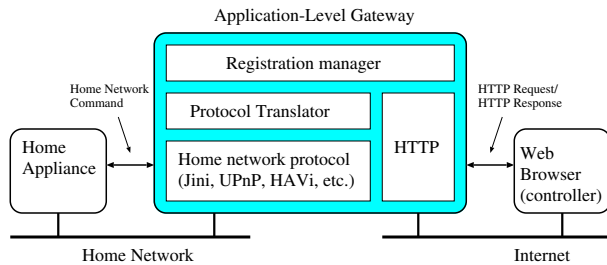 Application-Level Gateway
Registration manager
Home Network
Command
HTTP Request/
HTTP Response
Protocol Translator
Home
Appliance
Home network protocol
(Jini, UPnP, HAVi, etc.)
HTTP
Web
Browser
(controller)
Home Network
Internet